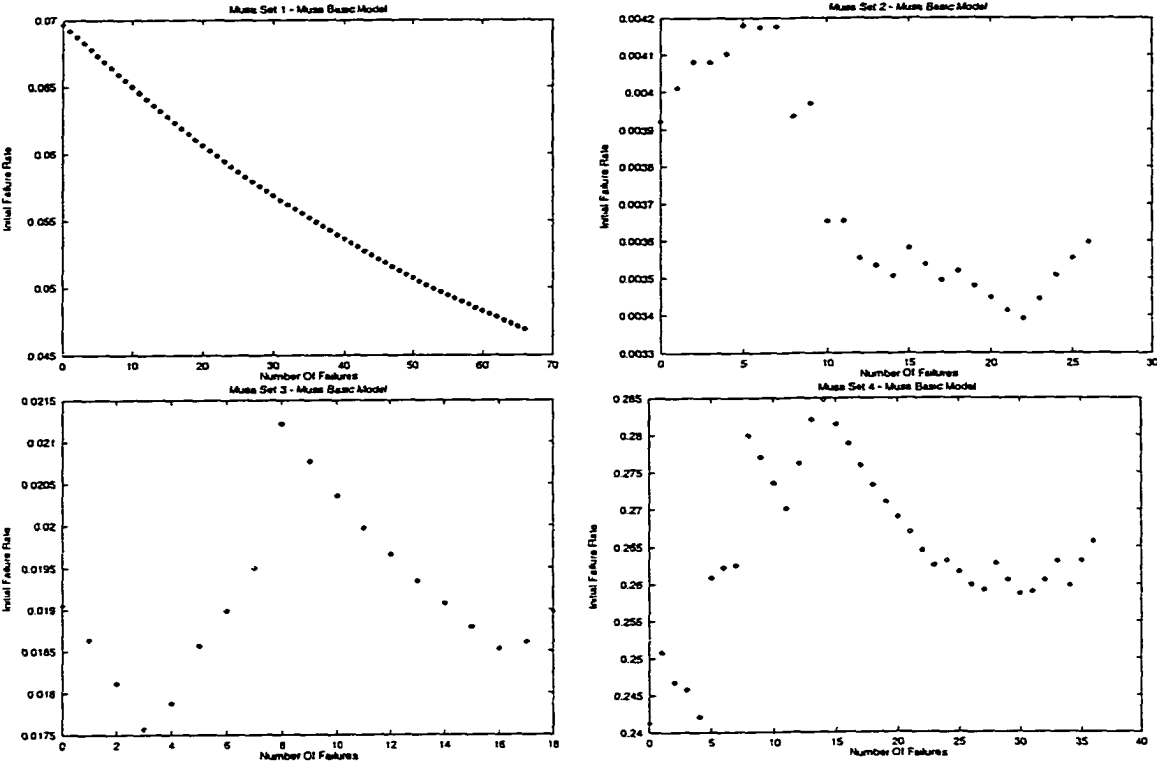 Musa Set 1 - Musa Basic Model
0.07
0.065
0.06
0.055
0.05
0.045
Initial Failure Rate
0 10 20 30 40 50 60 70
Number Of Failures
Musa Set 2 - Musa Basic Model
0.0042
0.0041
0.004
0.0039
0.0038
0.0037
0.0036
0.0035
0.0034
0.0033
Initial Failure Rate
0 5 10 15 20 25 30
Number Of Failures
Musa Set 3 - Musa Basic Model
0.0215
0.021
0.0205
0.02
0.0195
0.019
0.0185
0.018
0.0175
Initial Failure Rate
0 2 4 6 8 10 12 14 16 18
Number Of Failures
Musa Set 4 - Musa Basic Model
0.285
0.28
0.275
0.27
0.265
0.26
0.255
0.25
0.245
0.24
Initial Failure Rate
0 5 10 15 20 25 30 35 40
Number Of Failures